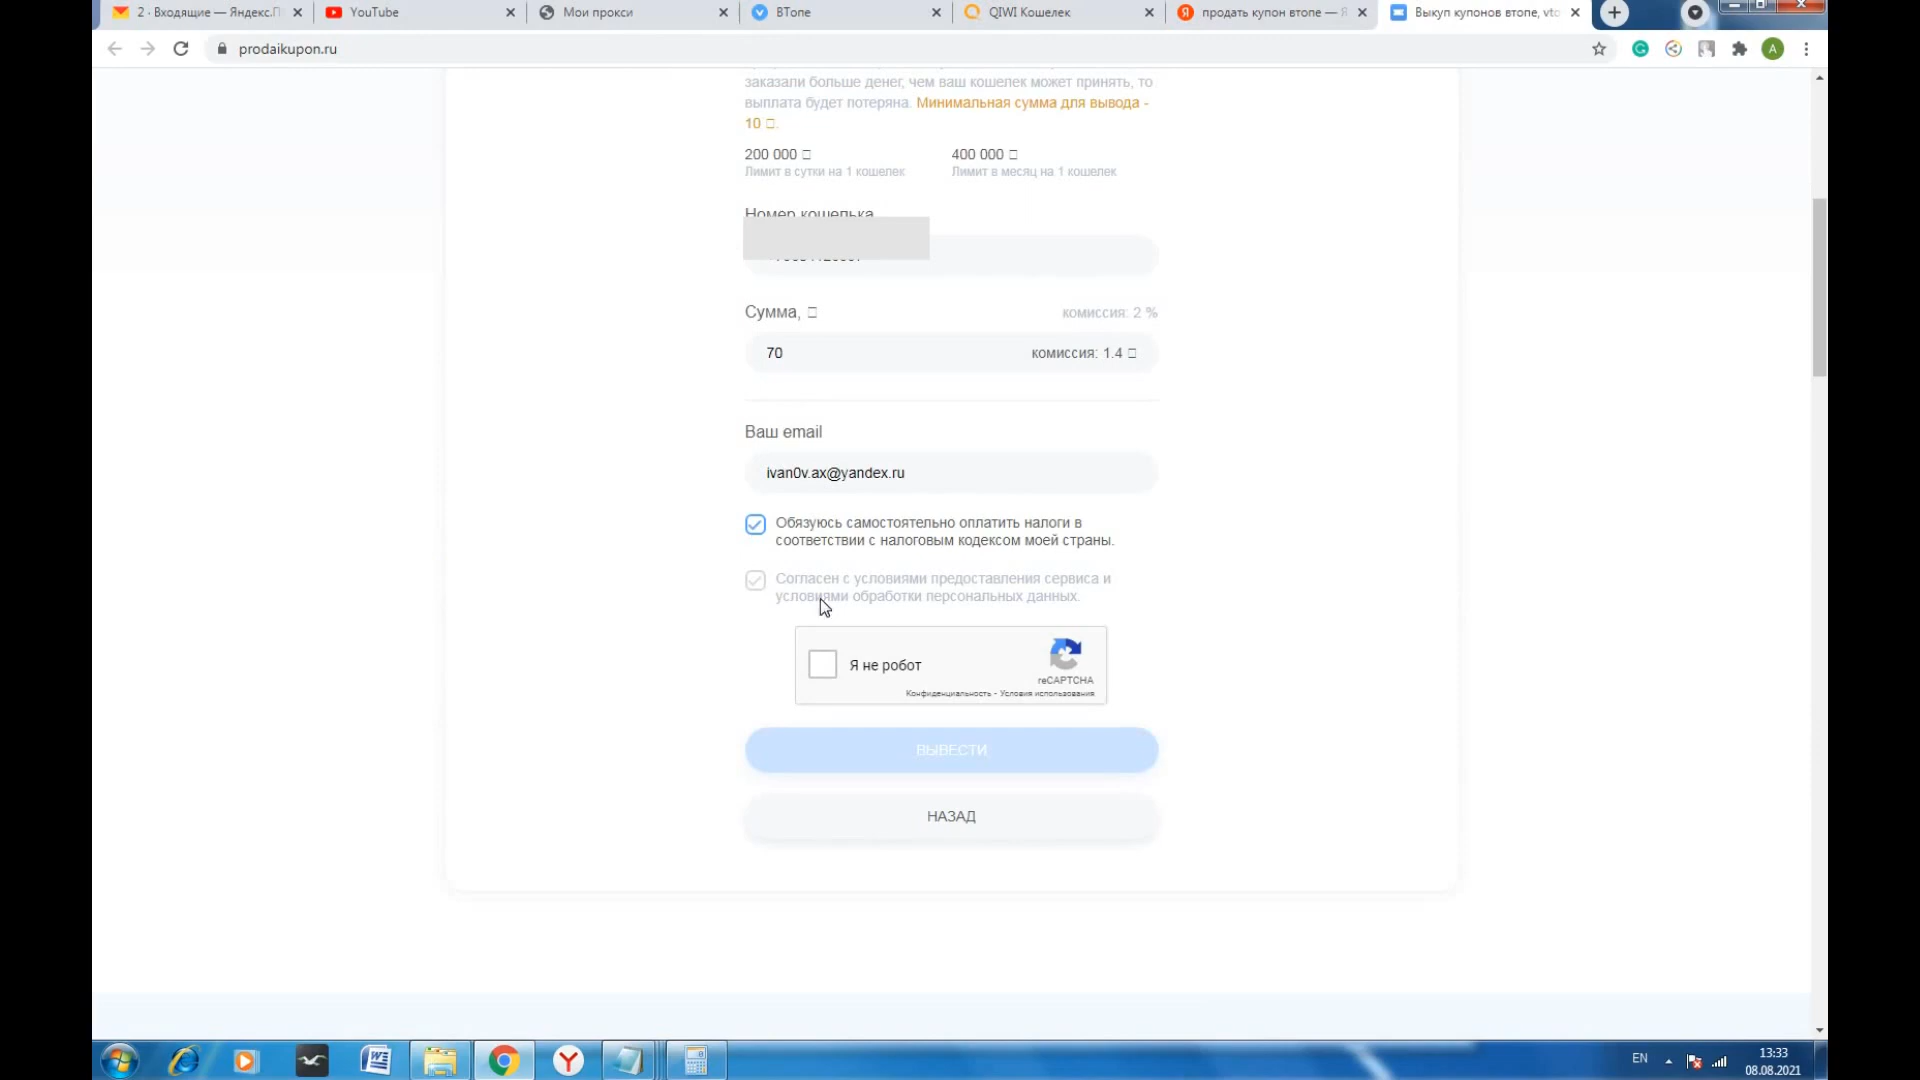 2 · Входящие — Яндекс.П
YouTube
Мои прокси
ВТопе
QIWI Кошелек
продать купон втопе — Я
Выкуп купонов втопе, vto
prodaikupon.ru
А
заказали больше денег, чем ваш кошелек может принять, то
выплата будет потеряна. Минимальная сумма для вывода -
10
200 000
400 000
Лимит в сутки на 1 кошелек
Лимит в месяц на 1 кошелек
Номер кошелька
Сумма,
комиссия: 2 %
70
комиссия: 1.4
Ваш email
ivan0v.ax@yandex.ru
Обязуюсь самостоятельно оплатить налоги в
соответствии с налоговым кодексом моей страны.
Согласен с условиями предоставления сервиса и
условиями обработки персональных данных.
Я не робот
reCAPTCHA
Конфиденциальность - Условия использования
ВЫВЕСТИ
НАЗАД
EN
13:33
08.08.2021